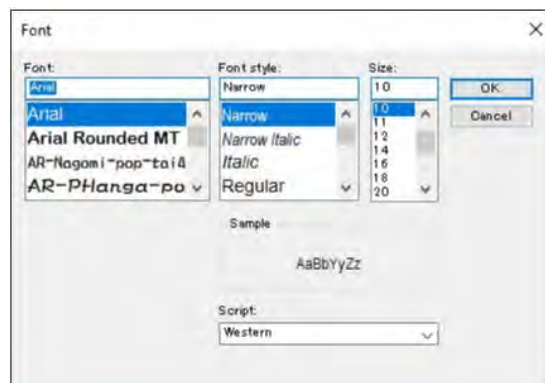 Font
Font:
Arial
Arial
Arial Rounded MT
AR-Nagomi-pop-tai4
AR-PHanga-po
Font style:
Narrow
Narrow
Narrow Italic
Italic
Regular
Size:
10
10
11
12
14
16
18
20
OK
Cancel
Sample
AaBbYyZz
Script:
Western